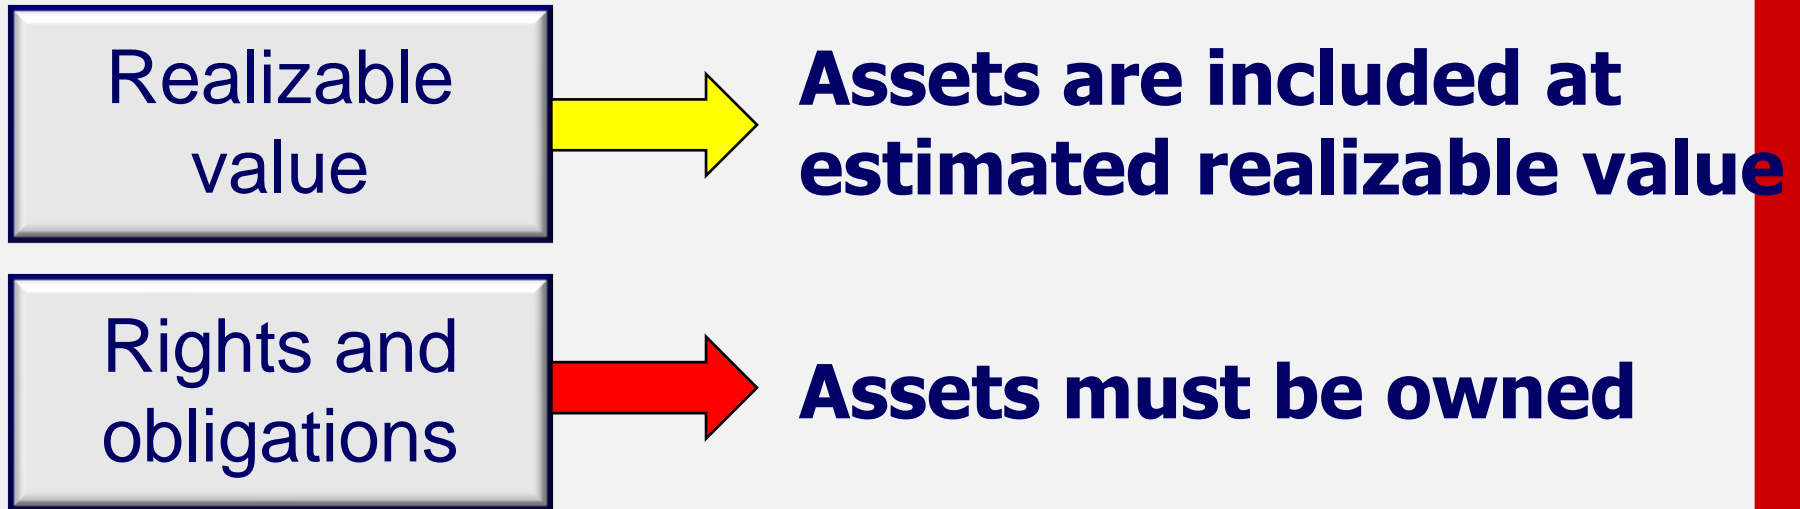 Realizable
value
Assets are included at
estimated realizable value
Rights and
obligations
Assets must be owned